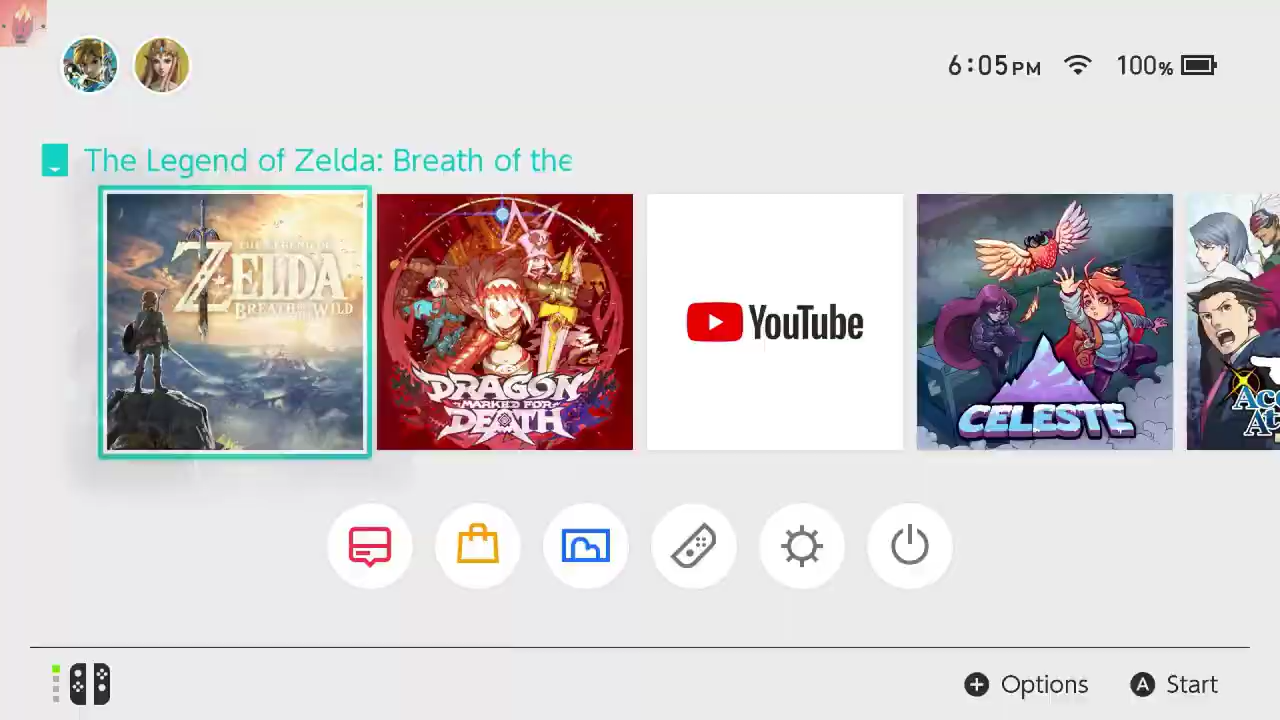 6:05PM 100%
The Legend of Zelda: Breath of the
THE LEGEND OF
ZELDA
BREATH OF THE WILD
DRAGON
MARKED FOR
DEATH
YouTube
CELESTE
Options
A Start